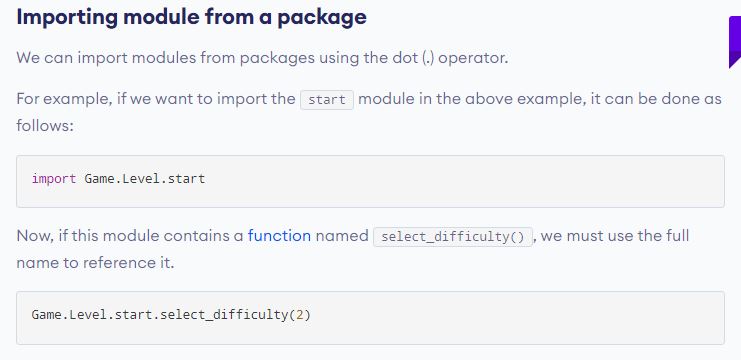 Importing module from a package
We can import modules from packages using the dot (.) operator.
For example, if we want to import the start module in the above example, it can be done as
follows:
import Game.Level.start
Now, if this module contains a function named select_difficulty() , we must use the full
name to reference it.
Game.Level.start.select_difficulty(2)